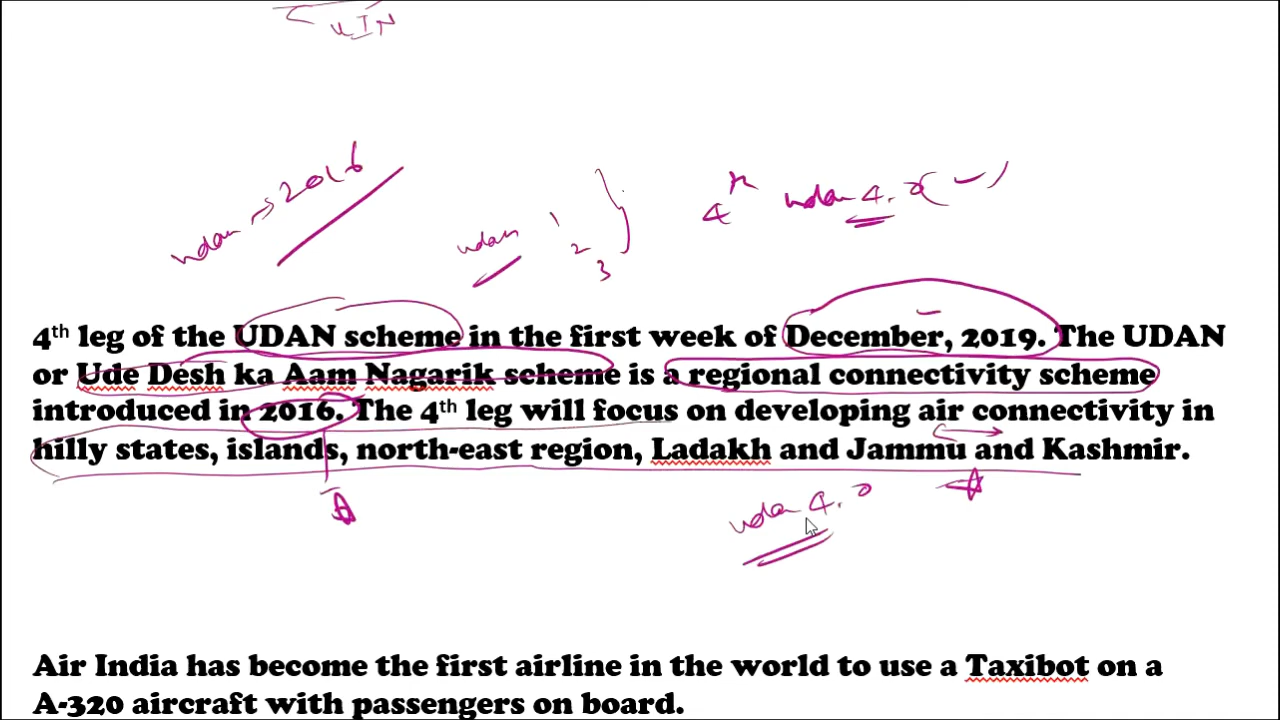 UIN
udan → 2016
udan 1
2
3
4th udan 4.0
4th leg of the UDAN scheme in the first week of December, 2019. The UDAN
or Ude Desh ka Aam Nagarik scheme is a regional connectivity scheme
introduced in 2016. The 4th leg will focus on developing air connectivity in
hilly states, islands, north-east region, Ladakh and Jammu and Kashmir.
udan 4.0
Air India has become the first airline in the world to use a Taxibot on a
A-320 aircraft with passengers on board.